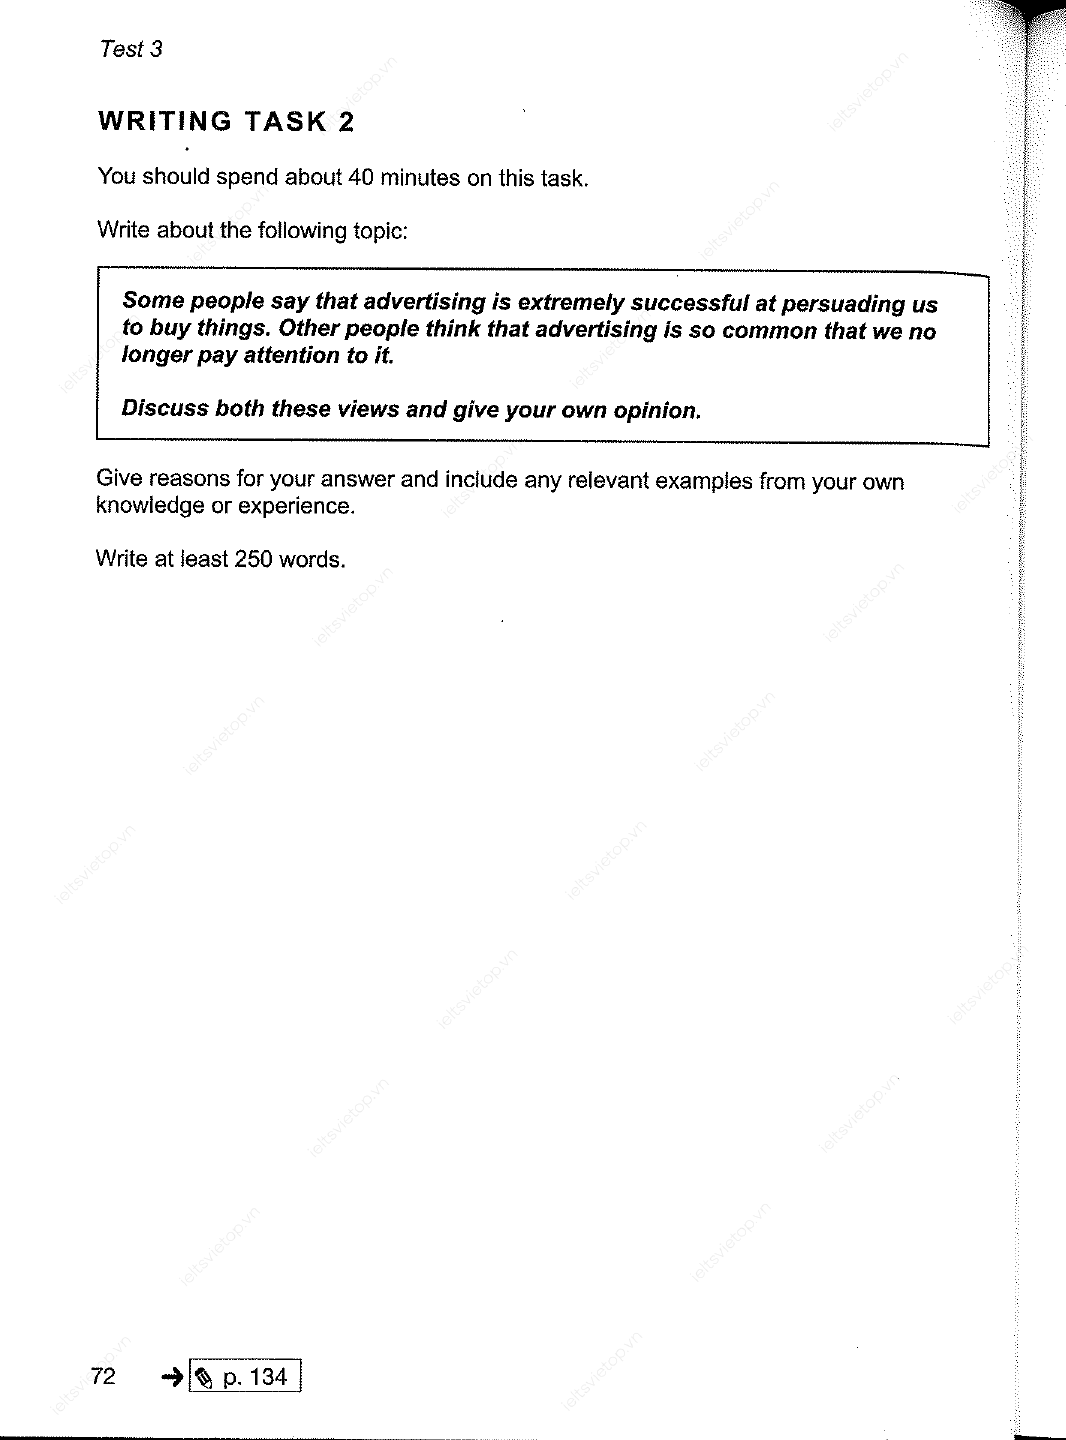 Test 3
WRITING TASK 2
You should spend about 40 minutes on this task.
Write about the following topic:
Some people say that advertising is extremely successful at persuading us
to buy things. Other people think that advertising is so common that we no
longer pay attention to it.
Discuss both these views and give your own opinion.
Give reasons for your answer and include any relevant examples from your own
knowledge or experience.
Write at least 250 words.
72 → ✎ p. 134
ieltsvietop.vn